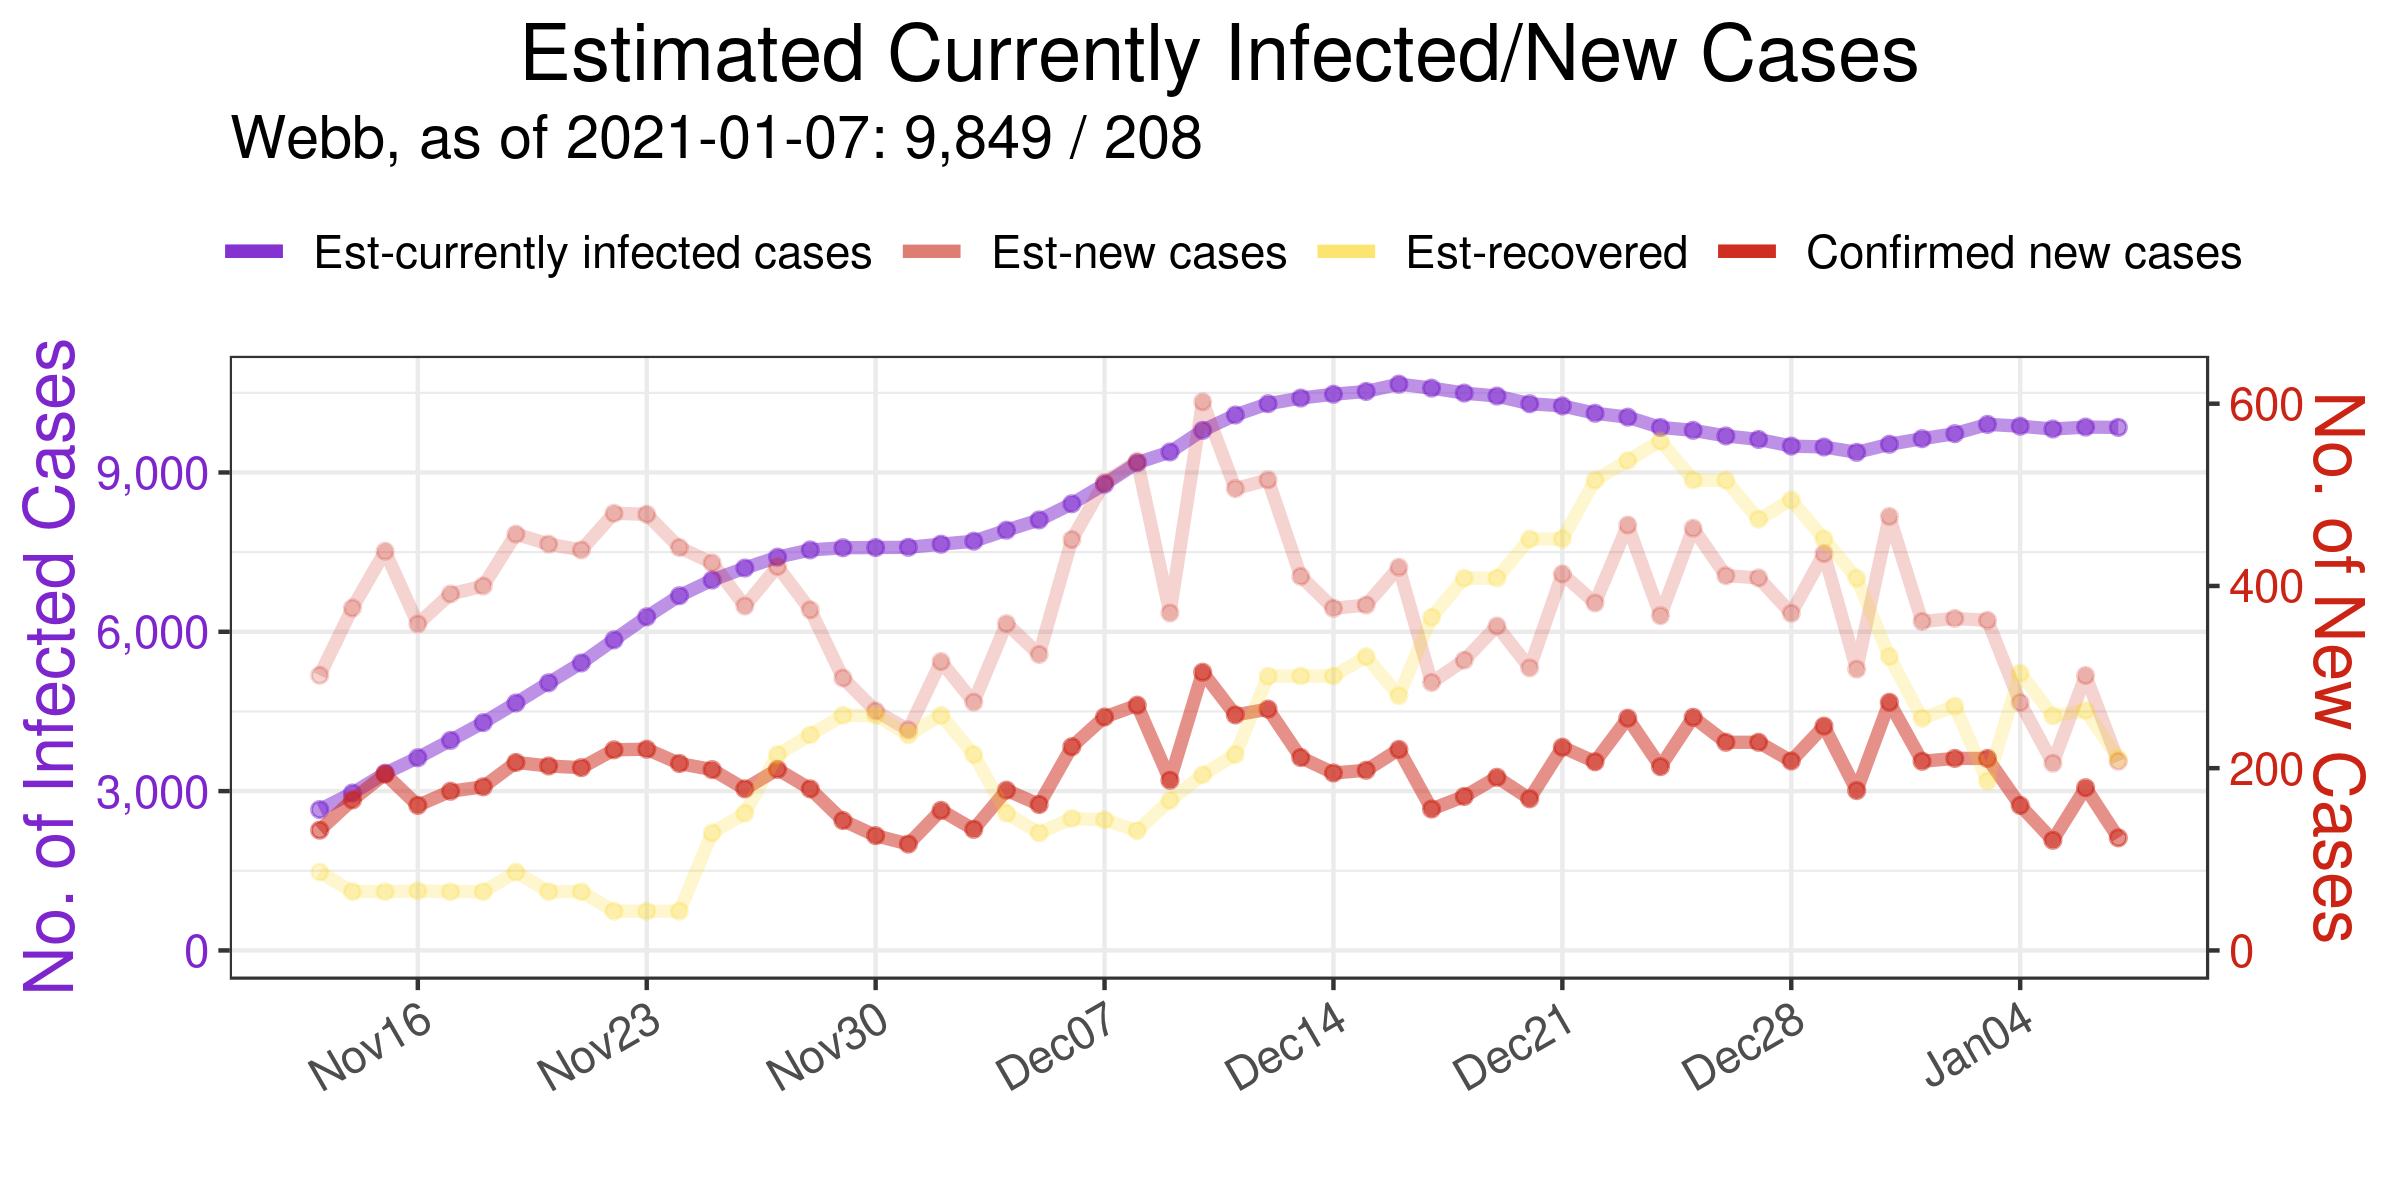 Estimated Currently Infected/New Cases
Webb, as of 2021-01-07: 9,849 / 208
Est-currently infected cases Est-new cases Est-recovered Confirmed new cases
No. of Infected Cases
9,000
6,000
3,000
0
600
400
200
0
No. of New Cases
Nov16 Nov23 Nov30 Dec07 Dec14 Dec21 Dec28 Jan04